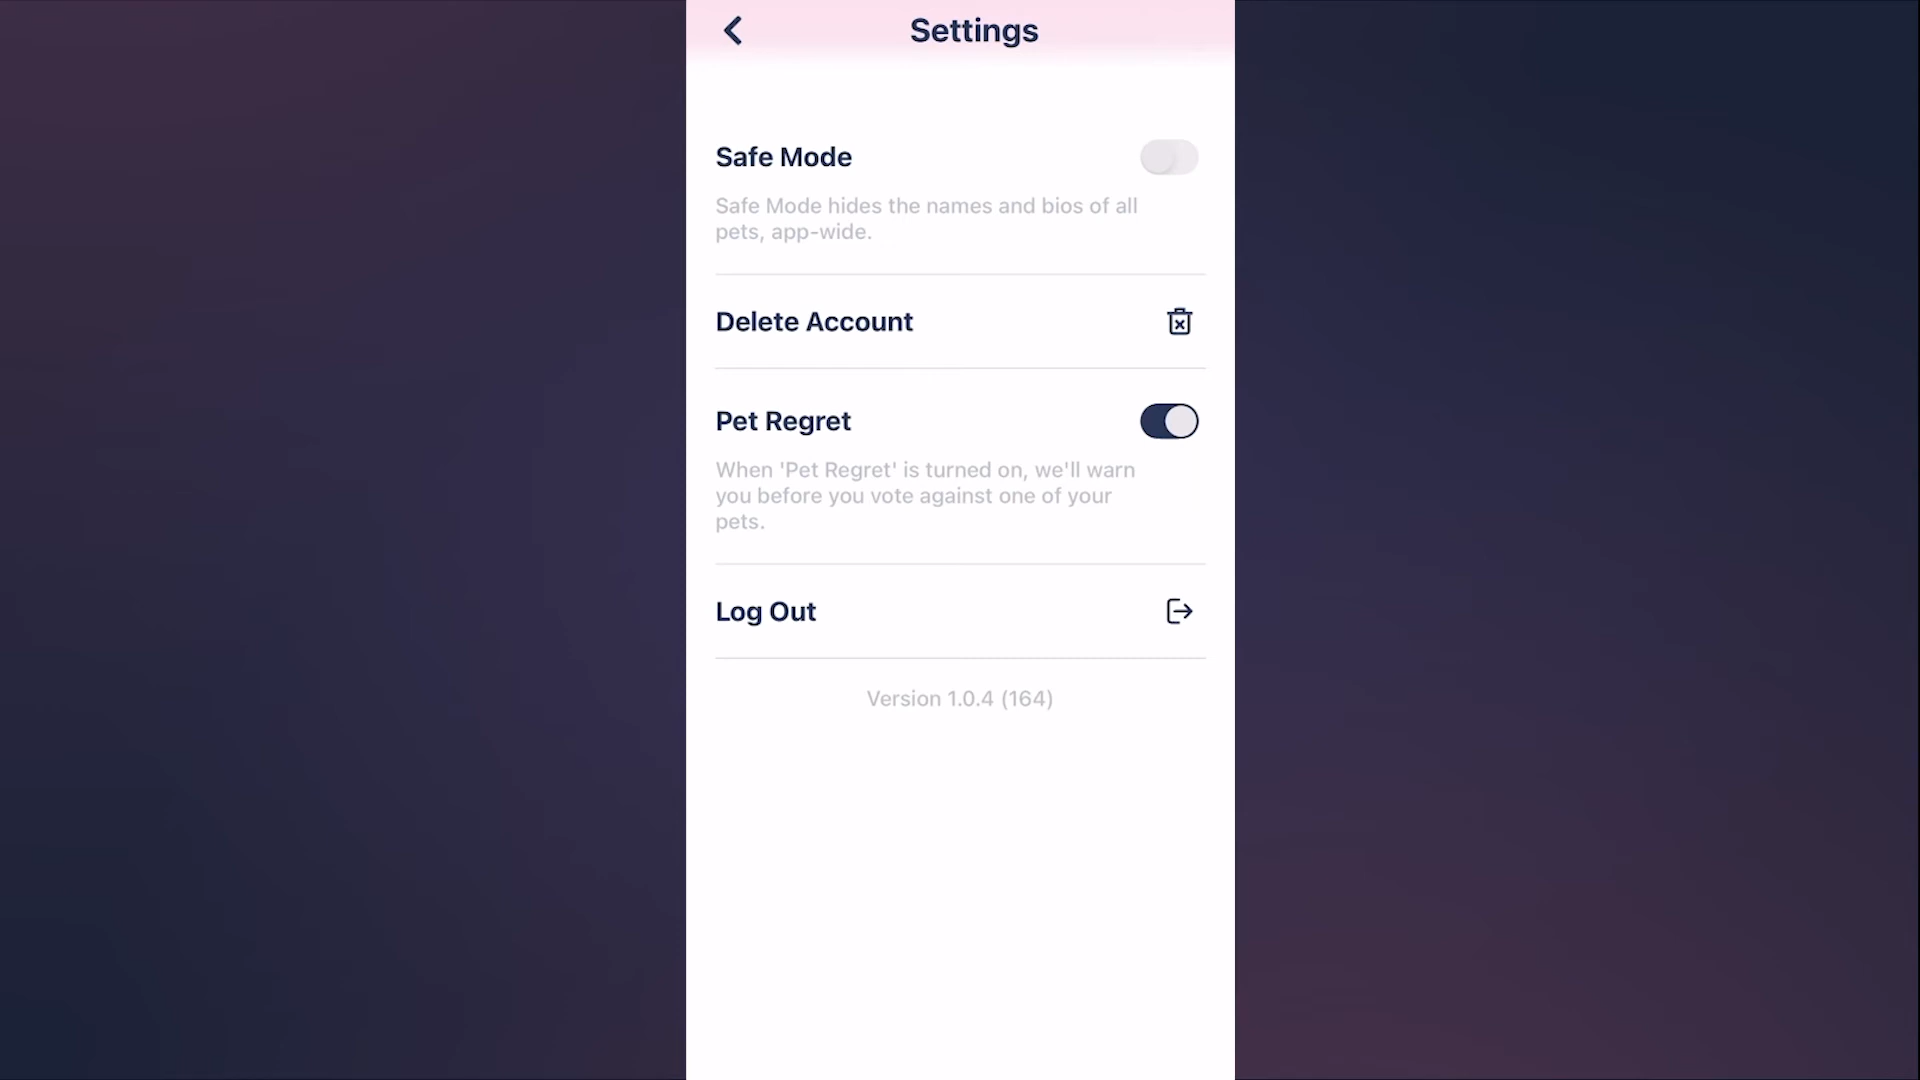 Settings
Safe Mode
Safe Mode hides the names and bios of all
pets, app-wide.
Delete Account
Pet Regret
When 'Pet Regret' is turned on, we'll warn
you before you vote against one of your
pets.
Log Out
Version 1.0.4 (164)